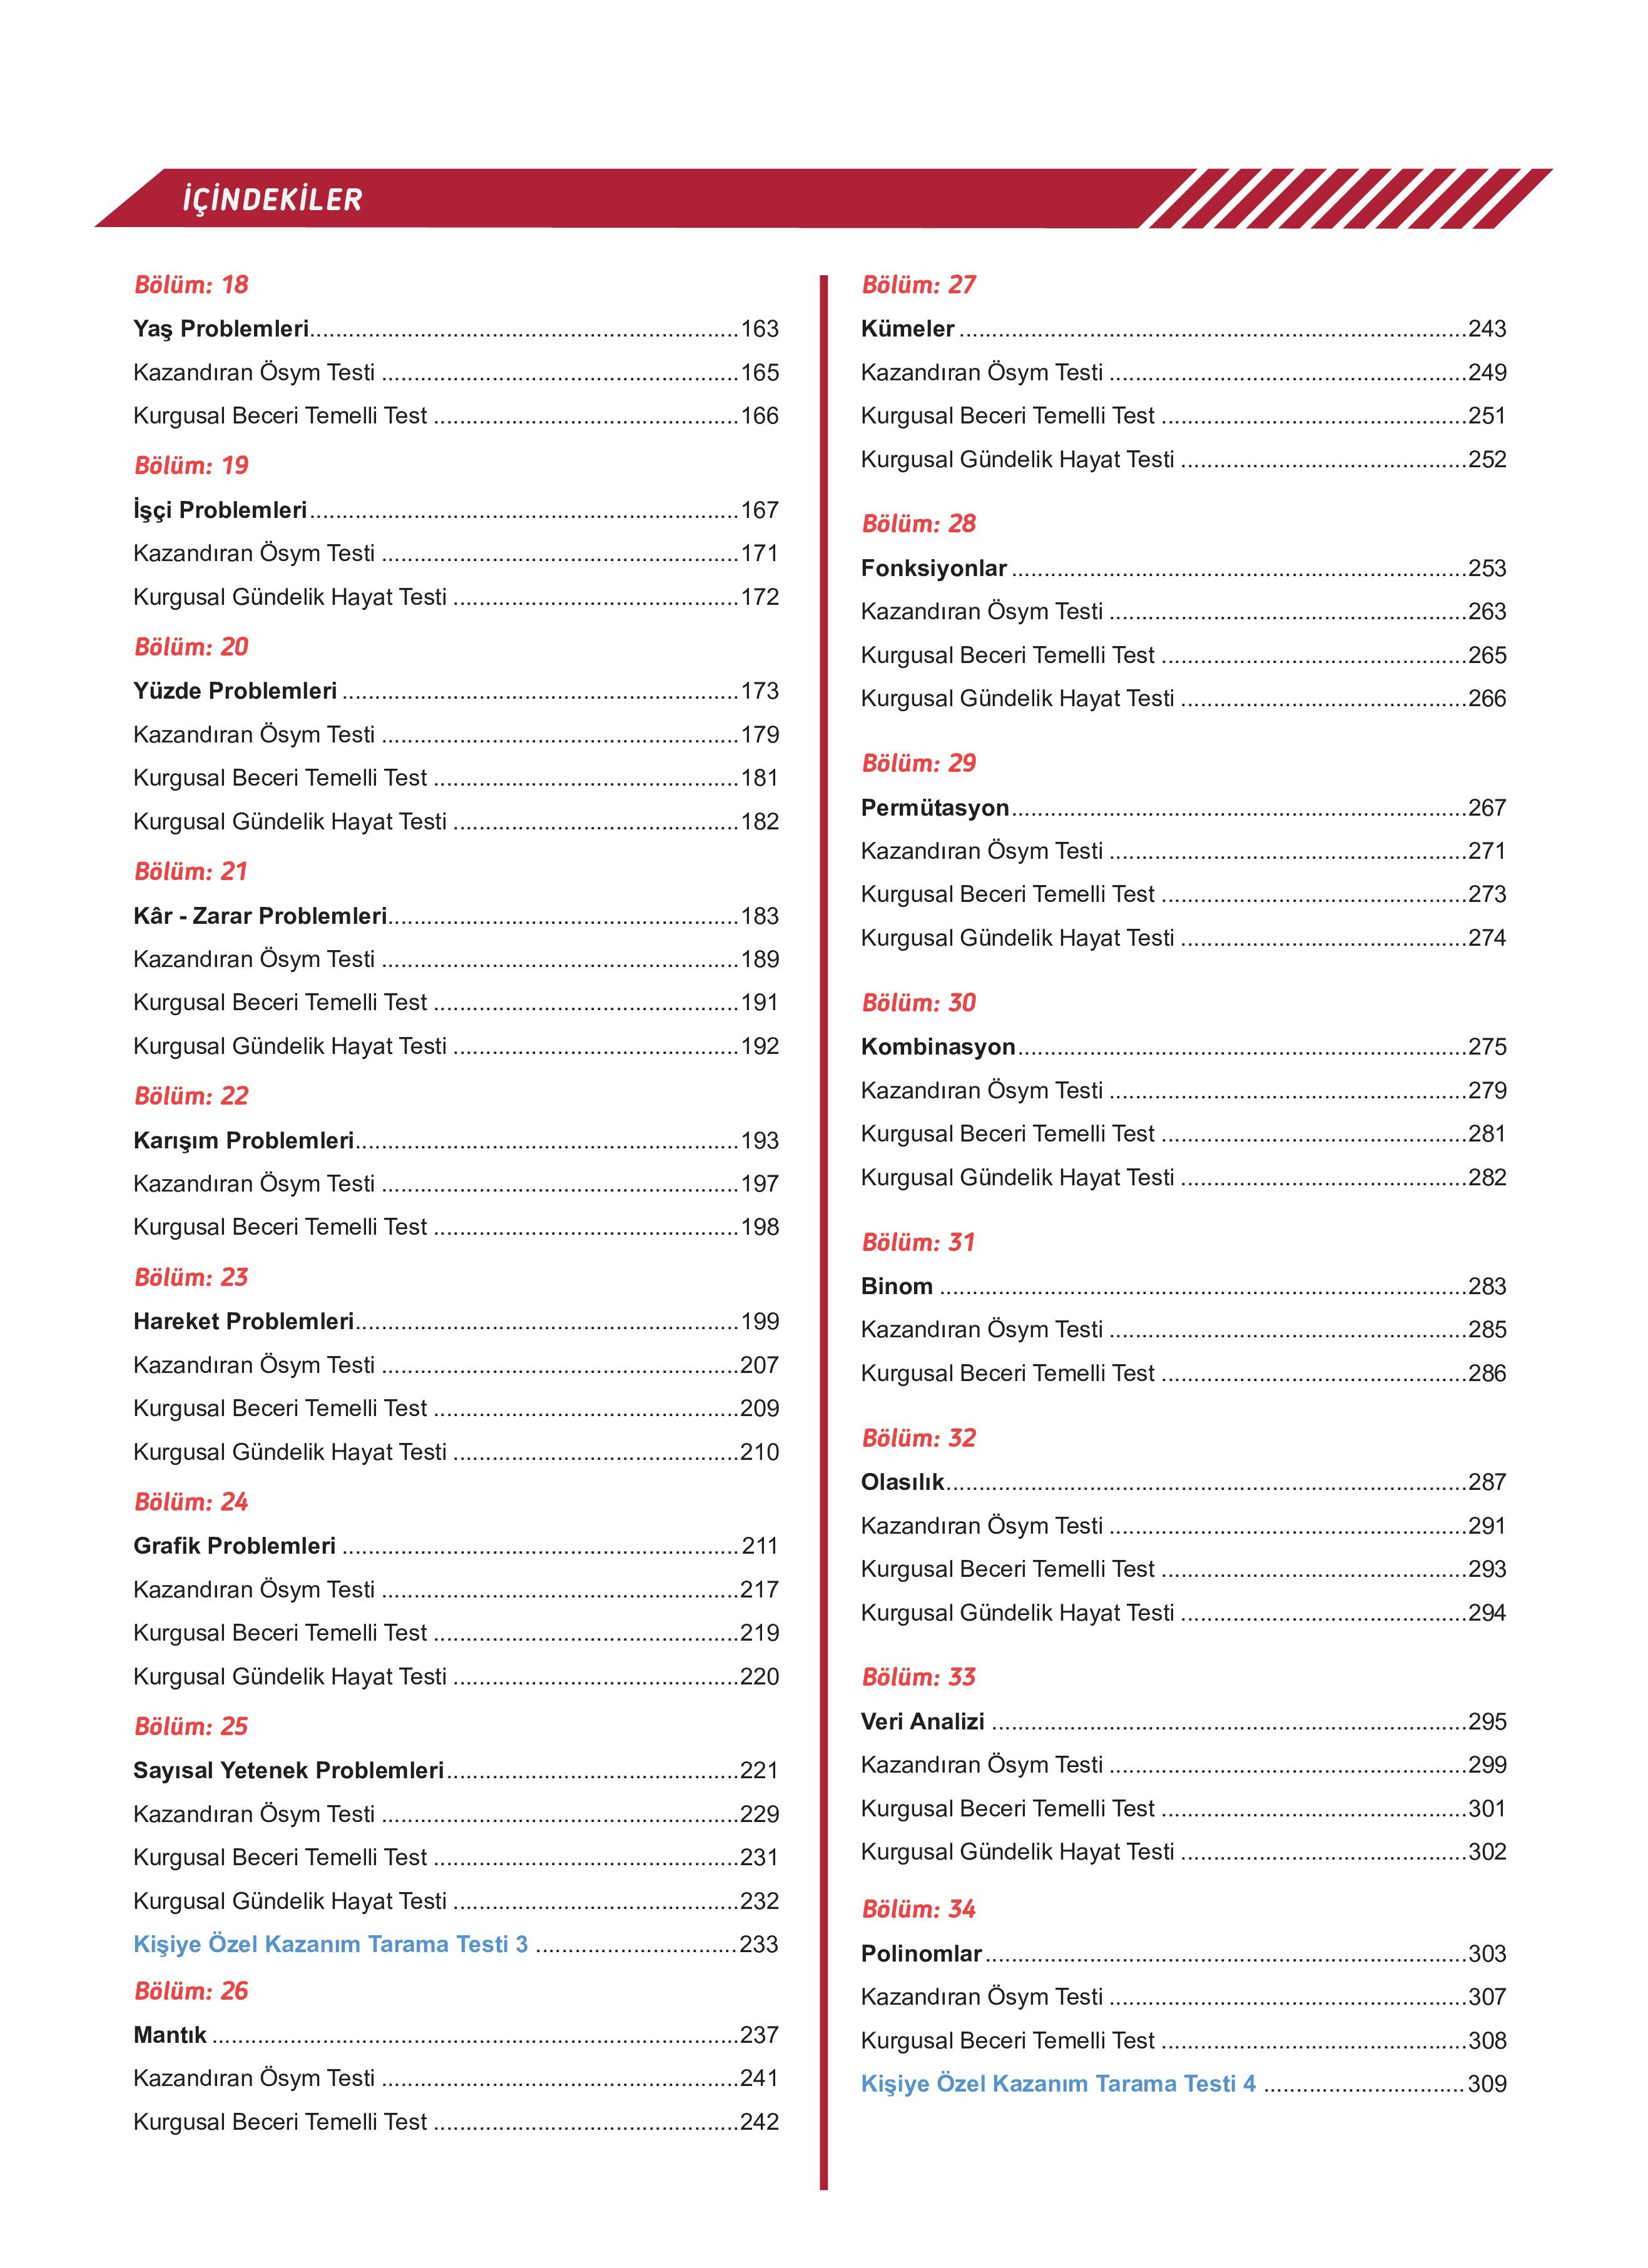 İÇİNDEKİLER
Bölüm: 18
Yaş Problemleri..................................................................163
Kazandıran Ösym Testi .......................................................165
Kurgusal Beceri Temelli Test ...............................................166
Bölüm: 19
İşçi Problemleri..................................................................167
Kazandıran Ösym Testi .......................................................171
Kurgusal Gündelik Hayat Testi ............................................172
Bölüm: 20
Yüzde Problemleri .............................................................173
Kazandıran Ösym Testi .......................................................179
Kurgusal Beceri Temelli Test ...............................................181
Kurgusal Gündelik Hayat Testi ............................................182
Bölüm: 21
Kâr - Zarar Problemleri......................................................183
Kazandıran Ösym Testi .......................................................189
Kurgusal Beceri Temelli Test ...............................................191
Kurgusal Gündelik Hayat Testi ............................................192
Bölüm: 22
Karışım Problemleri...........................................................193
Kazandıran Ösym Testi .......................................................197
Kurgusal Beceri Temelli Test ...............................................198
Bölüm: 23
Hareket Problemleri...........................................................199
Kazandıran Ösym Testi .......................................................207
Kurgusal Beceri Temelli Test ...............................................209
Kurgusal Gündelik Hayat Testi ............................................210
Bölüm: 24
Grafik Problemleri .............................................................211
Kazandıran Ösym Testi .......................................................217
Kurgusal Beceri Temelli Test ...............................................219
Kurgusal Gündelik Hayat Testi ............................................220
Bölüm: 25
Sayısal Yetenek Problemleri.............................................221
Kazandıran Ösym Testi .......................................................229
Kurgusal Beceri Temelli Test ...............................................231
Kurgusal Gündelik Hayat Testi ............................................232
Kişiye Özel Kazanım Tarama Testi 3 ...............................233
Bölüm: 26
Mantık .................................................................................237
Kazandıran Ösym Testi .......................................................241
Kurgusal Beceri Temelli Test ...............................................242
Bölüm: 27
Kümeler ..............................................................................243
Kazandıran Ösym Testi .......................................................249
Kurgusal Beceri Temelli Test ...............................................251
Kurgusal Gündelik Hayat Testi ............................................252
Bölüm: 28
Fonksiyonlar ......................................................................253
Kazandıran Ösym Testi .......................................................263
Kurgusal Beceri Temelli Test ...............................................265
Kurgusal Gündelik Hayat Testi ............................................266
Bölüm: 29
Permütasyon......................................................................267
Kazandıran Ösym Testi .......................................................271
Kurgusal Beceri Temelli Test ...............................................273
Kurgusal Gündelik Hayat Testi ............................................274
Bölüm: 30
Kombinasyon.....................................................................275
Kazandıran Ösym Testi .......................................................279
Kurgusal Beceri Temelli Test ...............................................281
Kurgusal Gündelik Hayat Testi ............................................282
Bölüm: 31
Binom .................................................................................283
Kazandıran Ösym Testi .......................................................285
Kurgusal Beceri Temelli Test ...............................................286
Bölüm: 32
Olasılık................................................................................287
Kazandıran Ösym Testi .......................................................291
Kurgusal Beceri Temelli Test ...............................................293
Kurgusal Gündelik Hayat Testi ............................................294
Bölüm: 33
Veri Analizi .........................................................................295
Kazandıran Ösym Testi .......................................................299
Kurgusal Beceri Temelli Test ...............................................301
Kurgusal Gündelik Hayat Testi ............................................302
Bölüm: 34
Polinomlar..........................................................................303
Kazandıran Ösym Testi .......................................................307
Kurgusal Beceri Temelli Test ...............................................308
Kişiye Özel Kazanım Tarama Testi 4 ...............................309